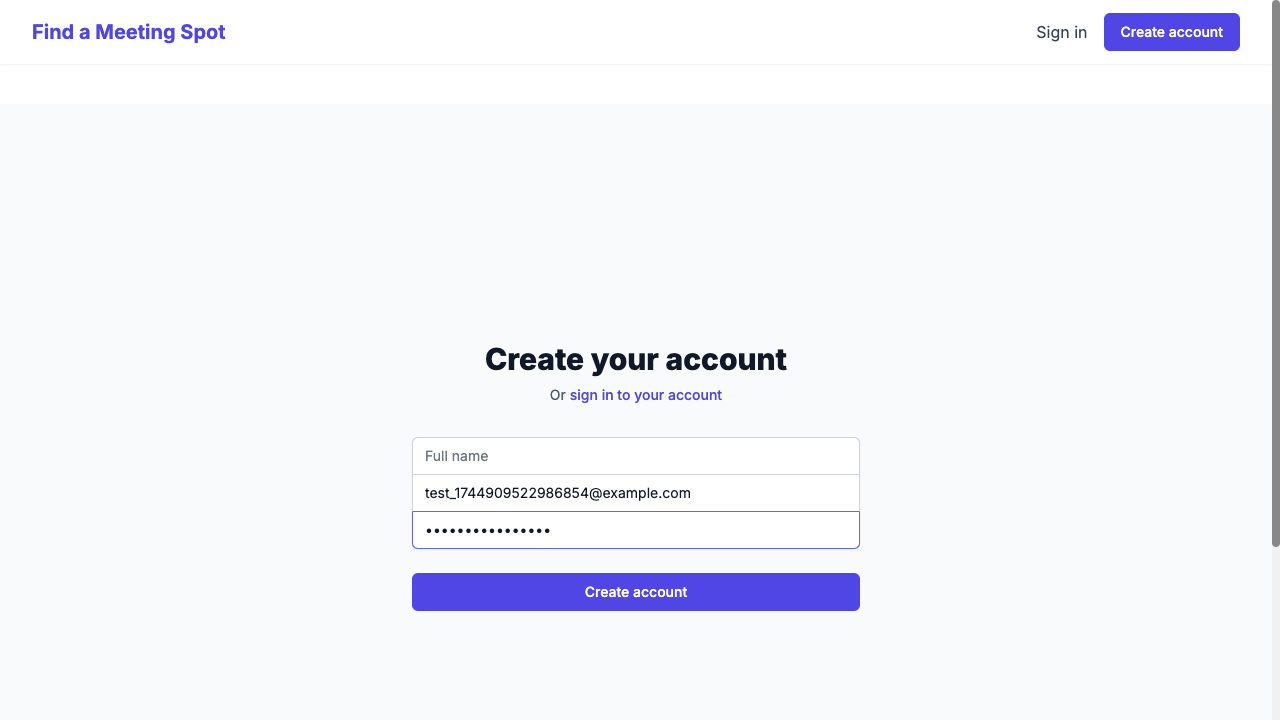 Find a Meeting Spot
Sign in
Create account
Create your account
Or sign in to your account
Full name
test_1744909522986854@example.com
••••••••••••••••
Create account